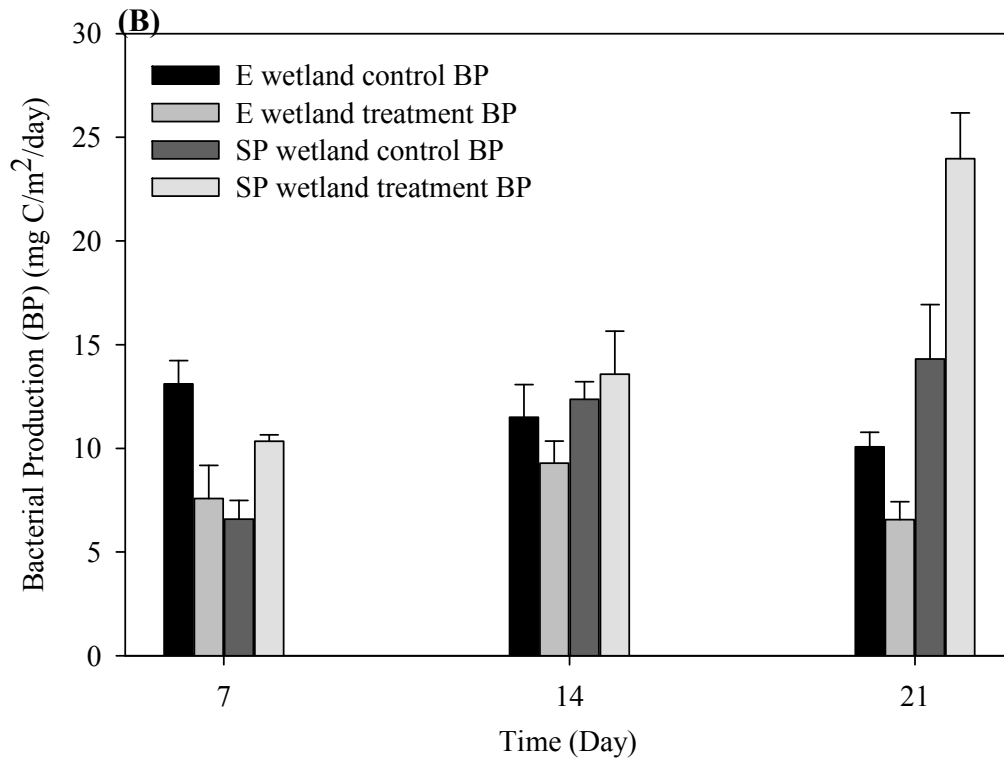 (B)
30
25
20
15
10
5
0
Bacterial Production (BP) (mg C/m²/day)
E wetland control BP
E wetland treatment BP
SP wetland control BP
SP wetland treatment BP
7 14 21
Time (Day)